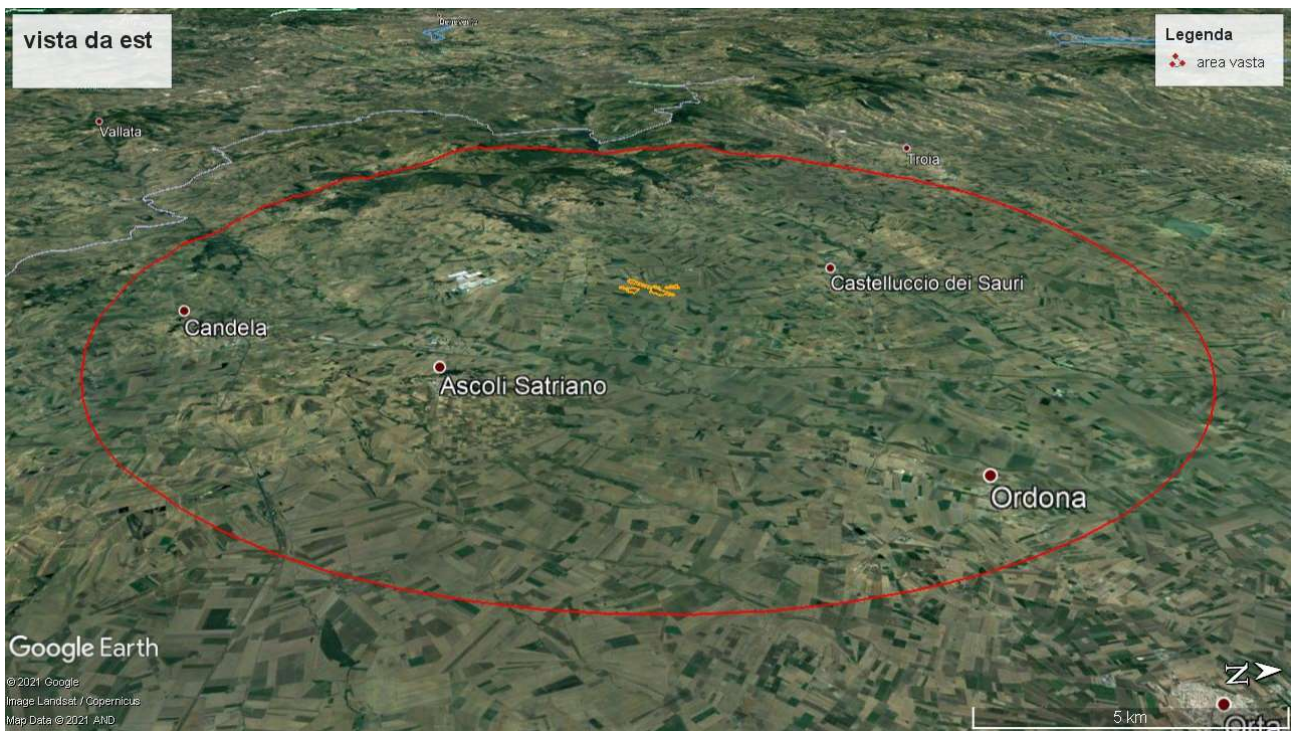 vista da est
Legenda
area vasta
Vallata
Troia
Castelluccio dei Sauri
Candela
Ascoli Satriano
Ordona
Google Earth
© 2021 Google
Image Landsat / Copernicus
Map Data © 2021 AND
N
5 km
Orta